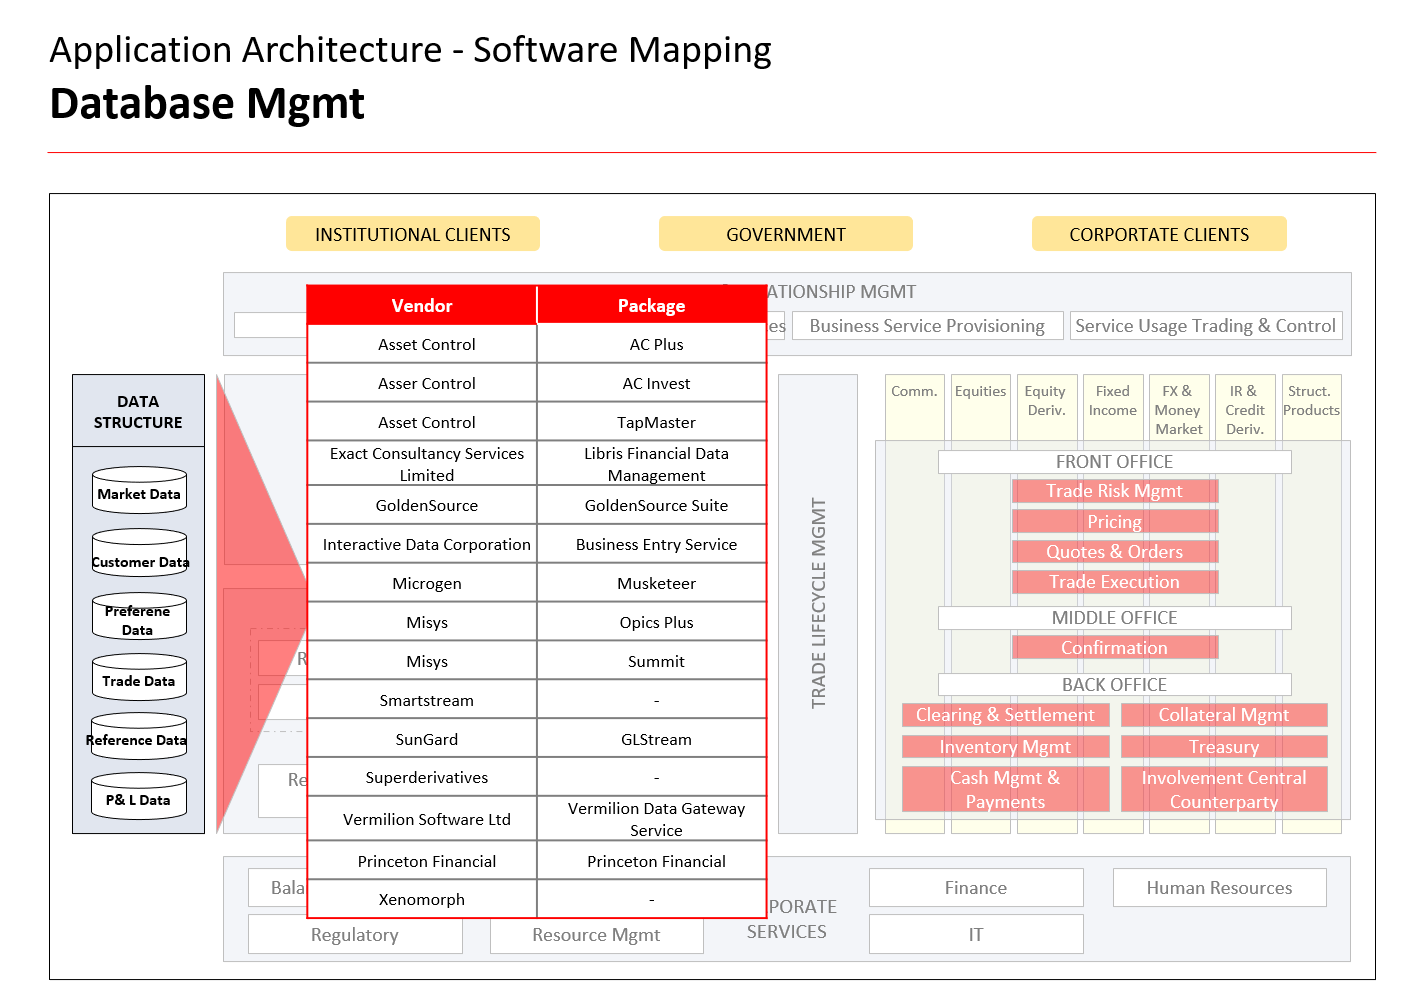 Application Architecture - Software Mapping
Database Mgmt
INSTITUTIONAL CLIENTS
GOVERNMENT
CORPORTATE CLIENTS
ATIONSHIP MGMT
es
Business Service Provisioning
Service Usage Trading & Control
DATA
STRUCTURE
Market Data
Customer Data
Preferene
Data
Trade Data
Reference Data
P& L Data
Vendor Package
Asset Control AC Plus
Asser Control AC Invest
Asset Control TapMaster
Exact Consultancy Services
Limited
Libris Financial Data
Management
GoldenSource GoldenSource Suite
Interactive Data Corporation Business Entry Service
Microgen Musketeer
Misys Opics Plus
Misys Summit
Smartstream -
SunGard GLStream
Superderivatives -
Vermilion Software Ltd
Vermilion Data Gateway
Service
Princeton Financial Princeton Financial
Xenomorph -
R
Re
TRADE LIFECYCLE MGMT
Comm.
Equities
Equity
Deriv.
Fixed
Income
FX &
Money
Market
IR &
Credit
Deriv.
Struct.
Products
FRONT OFFICE
Trade Risk Mgmt
Pricing
Quotes & Orders
Trade Execution
MIDDLE OFFICE
Confirmation
BACK OFFICE
Clearing & Settlement
Collateral Mgmt
Inventory Mgmt
Treasury
Cash Mgmt &
Payments
Involvement Central
Counterparty
Bala
Regulatory
Resource Mgmt
PORATE
SERVICES
Finance
IT
Human Resources